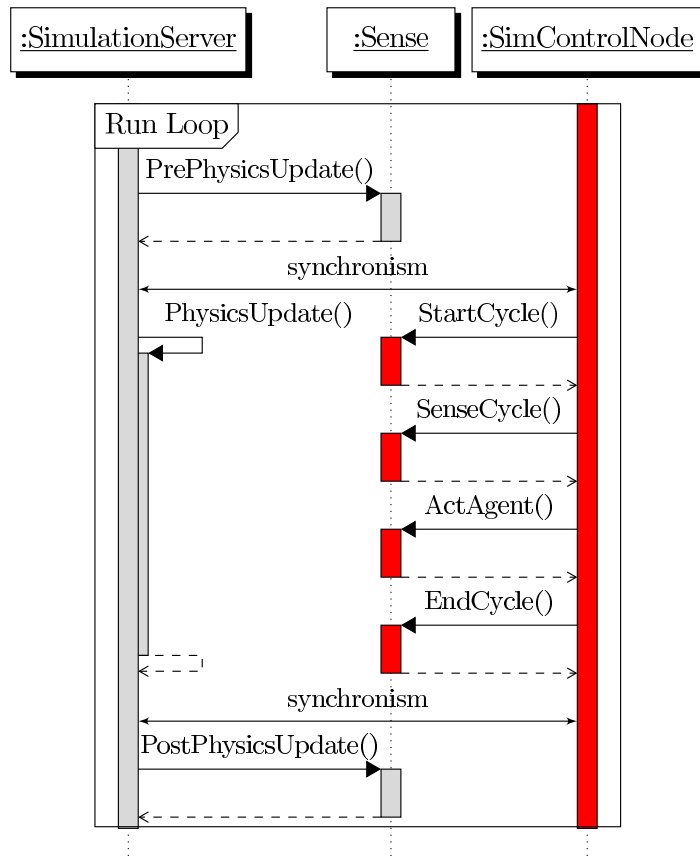 :SimulationServer
:Sense
:SimControlNode
Run Loop
PrePhysicsUpdate()
synchronism
PhysicsUpdate()
StartCycle()
SenseCycle()
ActAgent()
EndCycle()
synchronism
PostPhysicsUpdate()